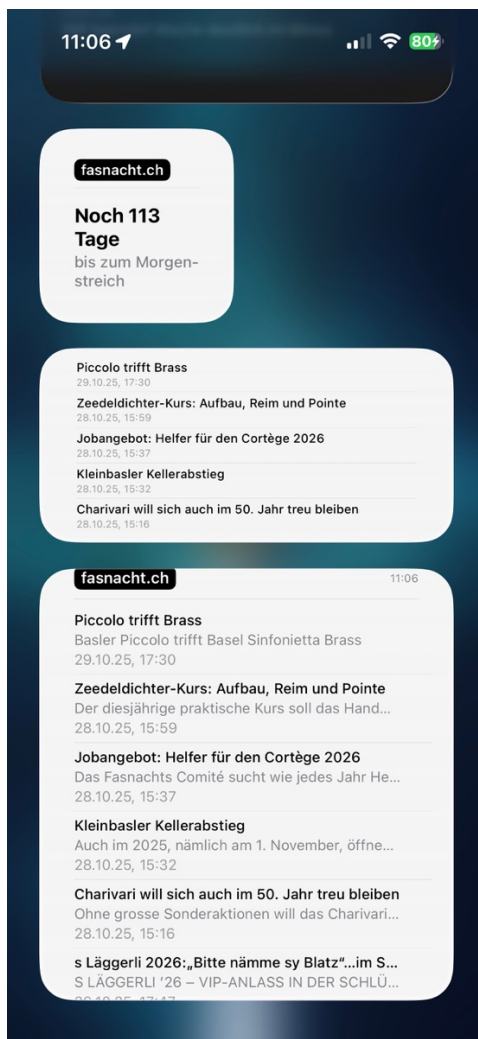 11:06
80
fasnacht.ch
Noch 113
Tage
bis zum Morgen-
streich
Piccolo trifft Brass
29.10.25, 17:30
Zeedeldichter-Kurs: Aufbau, Reim und Pointe
28.10.25, 15:59
Jobangebot: Helfer für den Cortège 2026
28.10.25, 15:37
Kleinbasler Kellerabstieg
28.10.25, 15:32
Charivari will sich auch im 50. Jahr treu bleiben
28.10.25, 15:16
fasnacht.ch 11:06
Piccolo trifft Brass
Basler Piccolo trifft Basel Sinfonietta Brass
29.10.25, 17:30
Zeedeldichter-Kurs: Aufbau, Reim und Pointe
Der diesjährige praktische Kurs soll das Hand...
28.10.25, 15:59
Jobangebot: Helfer für den Cortège 2026
Das Fasnachts Comité sucht wie jedes Jahr He...
28.10.25, 15:37
Kleinbasler Kellerabstieg
Auch im 2025, nämlich am 1. November, öffne...
28.10.25, 15:32
Charivari will sich auch im 50. Jahr treu bleiben
Ohne grosse Sonderaktionen will das Charivari...
28.10.25, 15:16
s Läggerli 2026:„Bitte nämme sy Blatz“...im S...
S LÄGGERLI ’26 – VIP-ANLASS IN DER SCHLÜ...